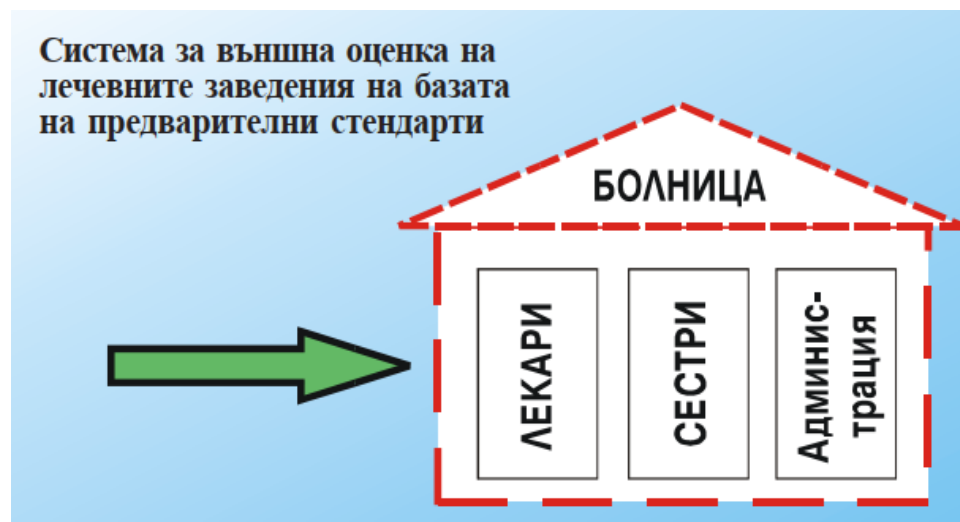 Система за външна оценка на
лечевните заведения на базата
на предварителни стендарти
БОЛНИЦА
ЛЕКАРИ
СЕСТРИ
Админис-
трация